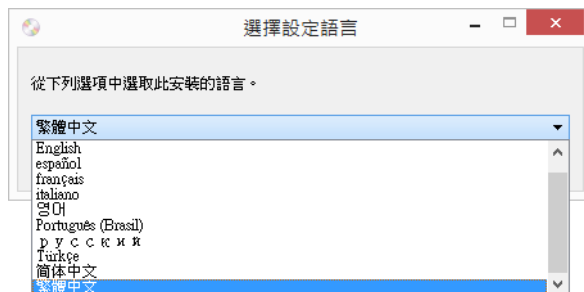 選擇設定語言
從下列選項中選取此安裝的語言。
繁體中文
English
español
français
italiano
영어
Português (Brasil)
русский
Türkçe
简体中文
繁體中文